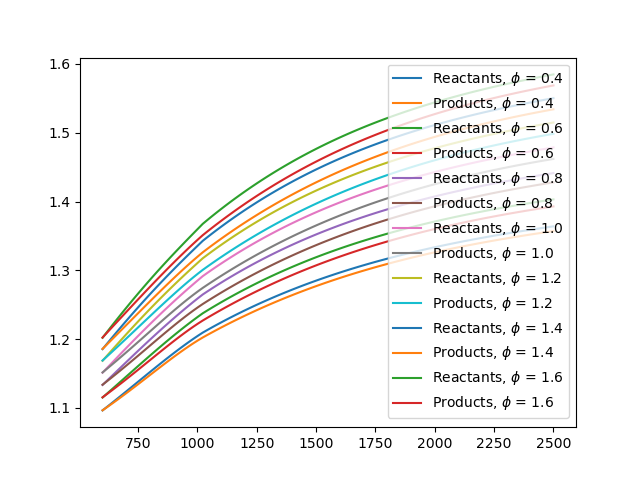 1.6
1.5
1.4
1.3
1.2
1.1
750
1000
1250
1500
1750
2000
2250
2500
Reactants, ϕ = 0.4
Products, ϕ = 0.4
Reactants, ϕ = 0.6
Products, ϕ = 0.6
Reactants, ϕ = 0.8
Products, ϕ = 0.8
Reactants, ϕ = 1.0
Products, ϕ = 1.0
Reactants, ϕ = 1.2
Products, ϕ = 1.2
Reactants, ϕ = 1.4
Products, ϕ = 1.4
Reactants, ϕ = 1.6
Products, ϕ = 1.6